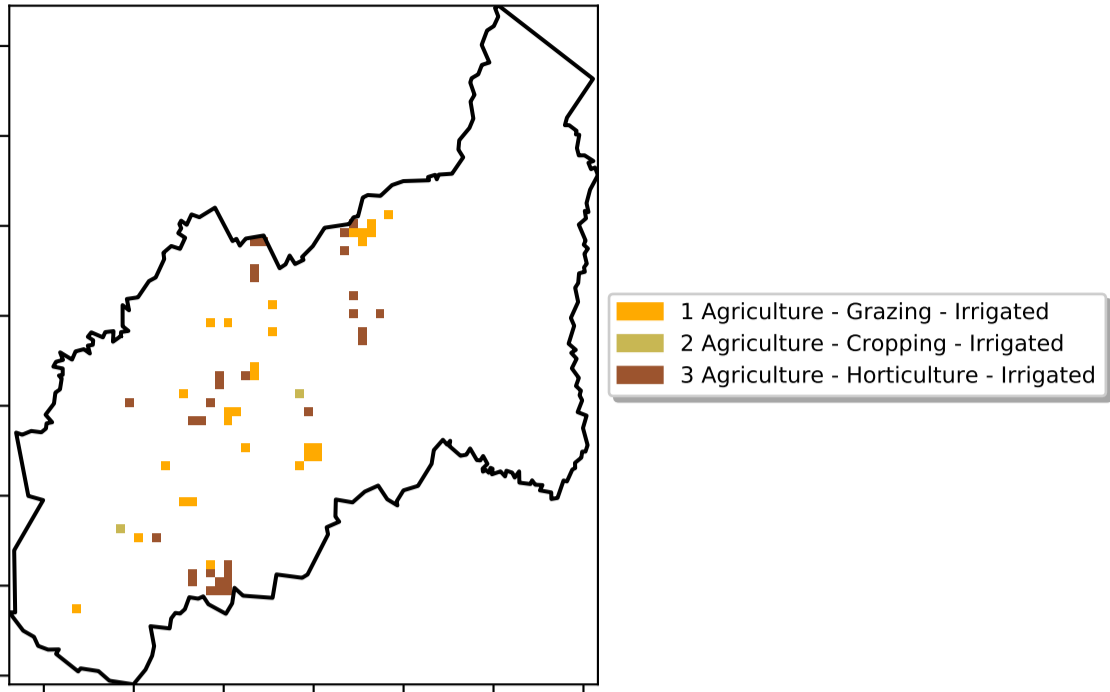 1 Agriculture - Grazing - Irrigated
2 Agriculture - Cropping - Irrigated
3 Agriculture - Horticulture - Irrigated